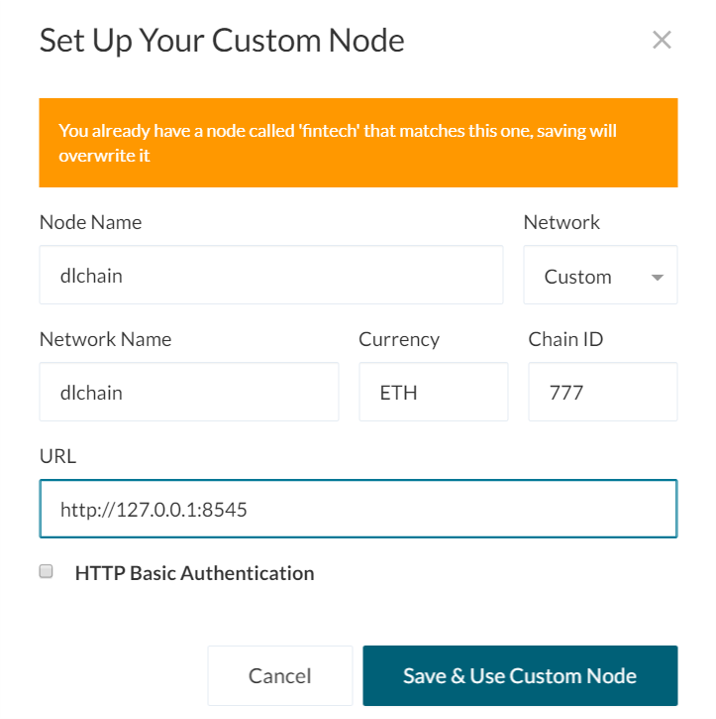 Set Up Your Custom Node
You already have a node called 'fintech' that matches this one, saving will
overwrite it
Node Name
Network
dlchain
Custom
Network Name
Currency
Chain ID
dlchain
ETH
777
URL
http://127.0.0.1:8545
HTTP Basic Authentication
Cancel
Save & Use Custom Node